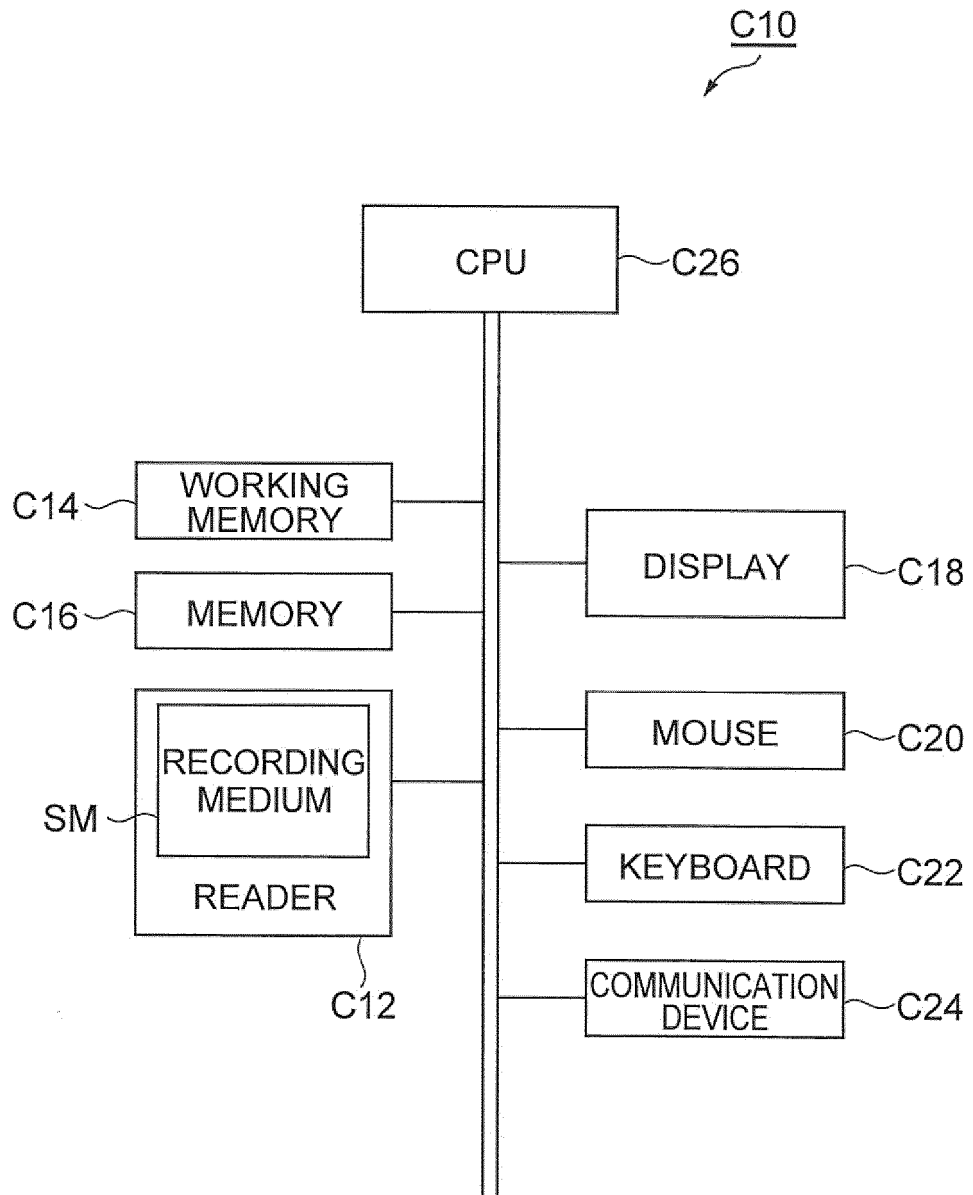 C10
CPU
C26
C14
WORKING
MEMORY
DISPLAY
C18
C16
MEMORY
MOUSE
C20
RECORDING
MEDIUM
SM
READER
C12
KEYBOARD
C22
COMMUNICATION
DEVICE
C24